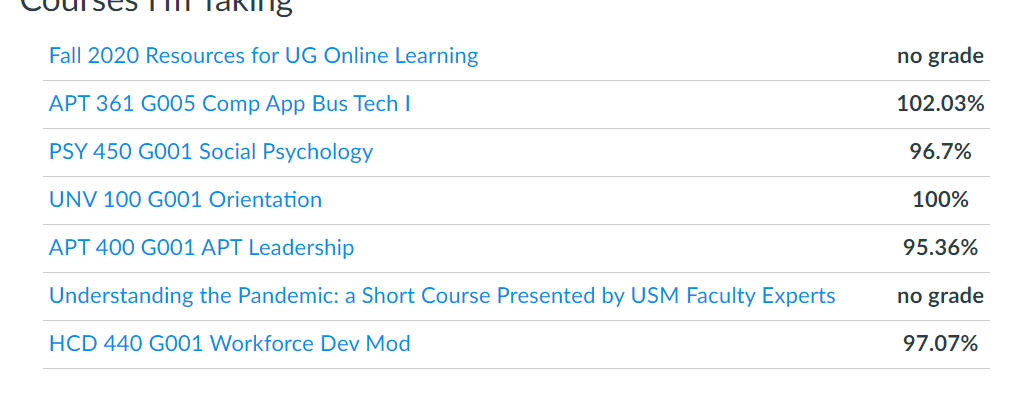 Courses I'm Taking
Fall 2020 Resources for UG Online Learning no grade
APT 361 G005 Comp App Bus Tech I 102.03%
PSY 450 G001 Social Psychology 96.7%
UNV 100 G001 Orientation 100%
APT 400 G001 APT Leadership 95.36%
Understanding the Pandemic: a Short Course Presented by USM Faculty Experts no grade
HCD 440 G001 Workforce Dev Mod 97.07%